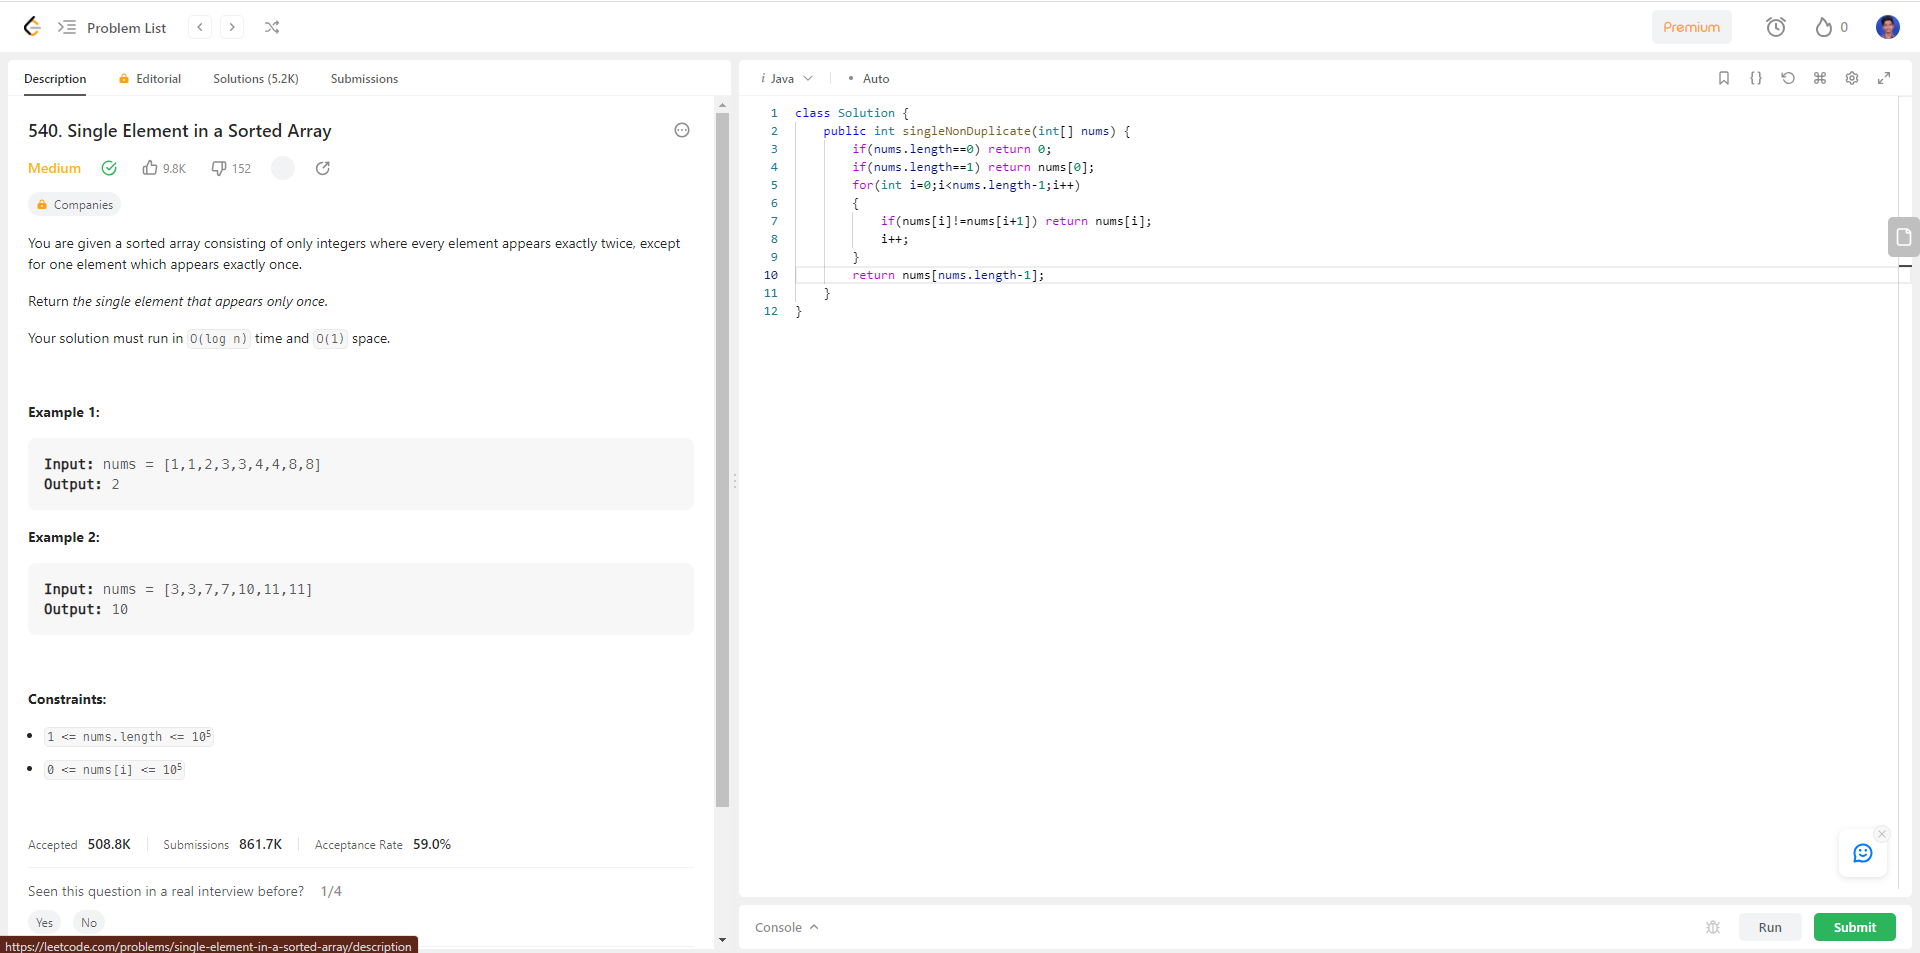 Problem List
Premium
0
Description Editorial Solutions (5.2K) Submissions
540. Single Element in a Sorted Array
Medium 9.8K 152
Companies
You are given a sorted array consisting of only integers where every element appears exactly twice, except
for one element which appears exactly once.
Return the single element that appears only once.
Your solution must run in O(log n) time and O(1) space.
Example 1:
Input: nums = [1,1,2,3,3,4,4,8,8]
Output: 2
Example 2:
Input: nums = [3,3,7,7,10,11,11]
Output: 10
Constraints:
• 1 <= nums.length <= 10⁵
• 0 <= nums[i] <= 10⁵
Accepted 508.8K Submissions 861.7K Acceptance Rate 59.0%
Seen this question in a real interview before? 1/4
Yes No
https://leetcode.com/problems/single-element-in-a-sorted-array/description
i Java • Auto
1 class Solution {
2 public int singleNonDuplicate(int[] nums) {
3 if(nums.length==0) return 0;
4 if(nums.length==1) return nums[0];
5 for(int i=0;i<nums.length-1;i++)
6 {
7 if(nums[i]!=nums[i+1]) return nums[i];
8 i++;
9 }
10 return nums[nums.length-1];
11 }
12 }
Console
Run Submit